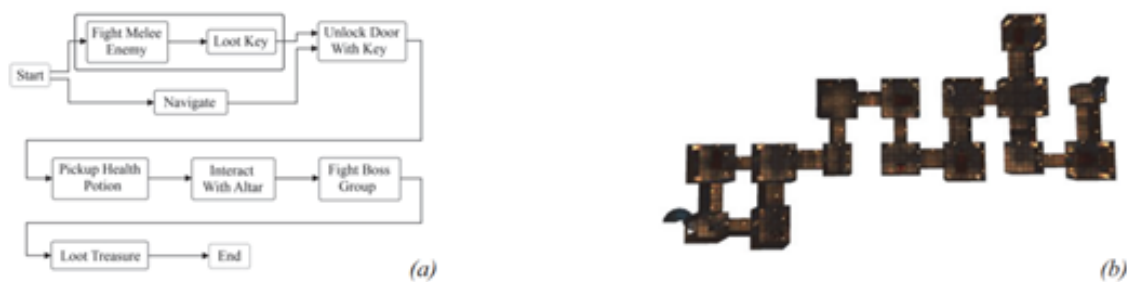 Fight Melee
Enemy
Loot Key
Unlock Door
With Key
Start
Navigate
Pickup Health
Potion
Interact
With Altar
Fight Boss
Group
Loot Treasure
End
(a)
(b)